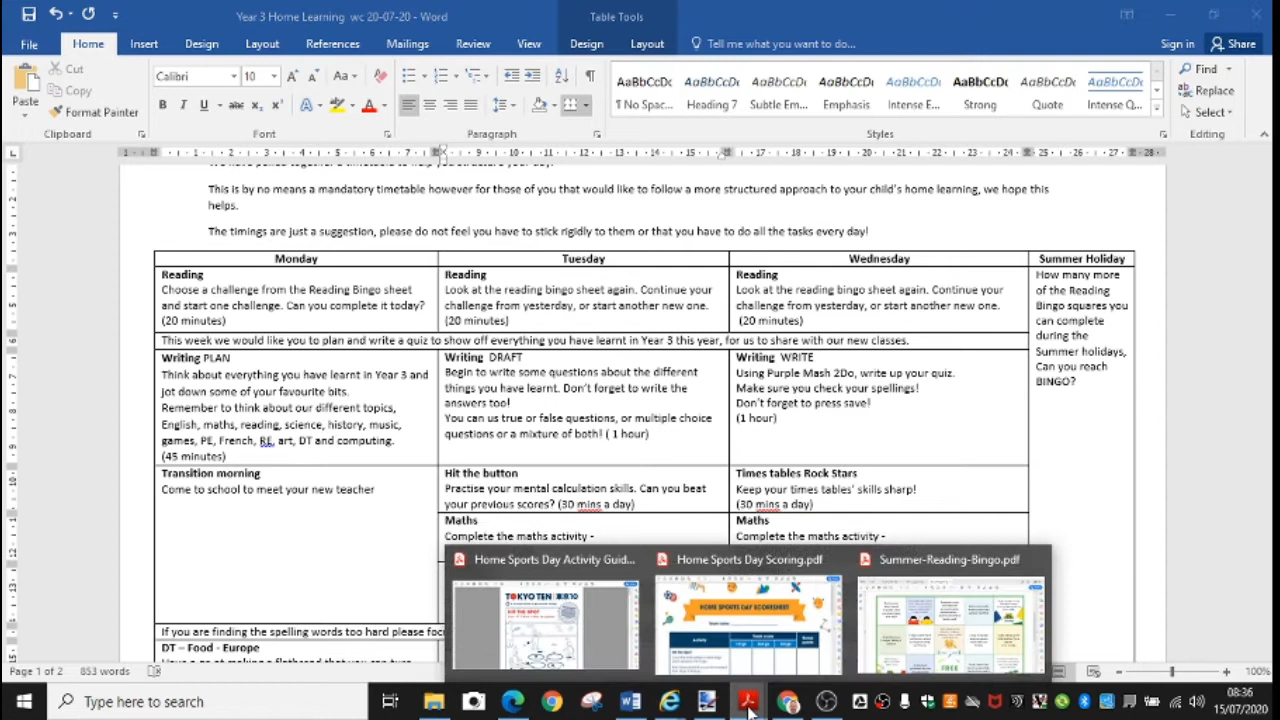 Year 3 Home Learning wc 20-07-20 - Word
Table Tools
File Home Insert Design Layout References Mailings Review View Design Layout Tell me what you want to do... Sign in Share
Paste
Cut
Copy
Format Painter
Clipboard
Calibri 10
Font
Paragraph
AaBbCcDc AaBbCcDc AaBbCcDc AaBbCcDc AaBbCcDc AaBbCcDc AaBbCcDc AaBbCcDc
¶ No Spac... Heading 7 Subtle Em... Emphasis Intense E... Strong Quote Intense Q...
Styles
Find
Replace
Select
Editing
This is by no means a mandatory timetable however for those of you that would like to follow a more structured approach to your child's home learning, we hope this
helps.
The timings are just a suggestion, please do not feel you have to stick rigidly to them or that you have to do all the tasks every day!
Monday Tuesday Wednesday Summer Holiday
Reading
Choose a challenge from the Reading Bingo sheet
and start one challenge. Can you complete it today?
(20 minutes)
Reading
Look at the reading bingo sheet again. Continue your
challenge from yesterday, or start another new one.
(20 minutes)
Reading
Look at the reading bingo sheet again. Continue your
challenge from yesterday, or start another new one.
(20 minutes)
How many more
of the Reading
Bingo squares you
can complete
during the
Summer holidays,
Can you reach
BINGO?
This week we would like you to plan and write a quiz to show off everything you have learnt in Year 3 this year, for us to share with our new classes.
Writing PLAN
Think about everything you have learnt in Year 3 and
jot down some of your favourite bits.
Remember to think about our different topics,
English, maths, reading, science, history, music,
games, PE, French, RE, art, DT and computing.
(45 minutes)
Writing DRAFT
Begin to write some questions about the different
things you have learnt. Don't forget to write the
answers too!
You can us true or false questions, or multiple choice
questions or a mixture of both! ( 1 hour)
Writing WRITE
Using Purple Mash 2Do, write up your quiz.
Make sure you check your spellings!
Don't forget to press save!
(1 hour)
Transition morning
Come to school to meet your new teacher
Hit the button
Practise your mental calculation skills. Can you beat
your previous scores? (30 mins a day)
Times tables Rock Stars
Keep your times tables' skills sharp!
(30 mins a day)
Maths
Complete the maths activity -
Maths
Complete the maths activity -
If you are finding the spelling words too hard please foc
DT – Food - Europe
Home Sports Day Activity Guid...
Home Sports Day Scoring.pdf
Summer-Reading-Bingo.pdf
TOKYO TEN
HOME SPORTS DAY SCORESHEET
FREE
Page 1 of 2 853 words
100%
Type here to search
08:36
15/07/2020